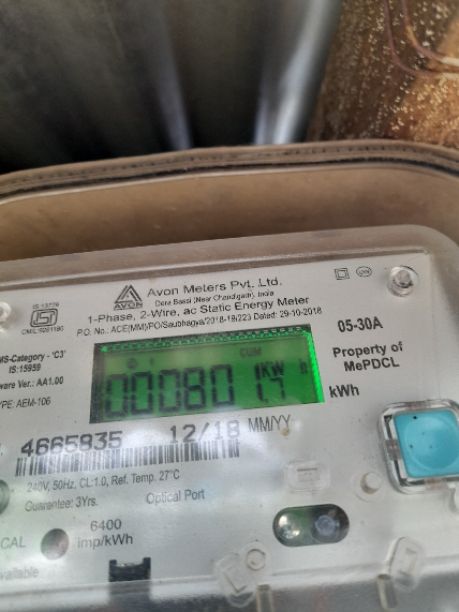 IS 13779
AVON
Avon Meters Pvt. Ltd.
Dera Bassi (Near Chandigarh), India
1-Phase, 2-Wire, ac Static Energy Meter
P.O. No.: ACE(MM)/PO/Saubhagya/2018-19/223 Dated: 29-10-2018
ISI
MS-Category - 'C3'
IS:15959
ware Ver.: AA1.00
YPE: AEM-106
CUM
KW h
kWh
05-30A
Property of
MePDCL
4665835 12/18 MM/YY
240V, 50Hz, CL:1.0, Ref. Temp. 27°C
Guarantee: 3Yrs. Optical Port
CAL 6400
imp/kWh
vailable